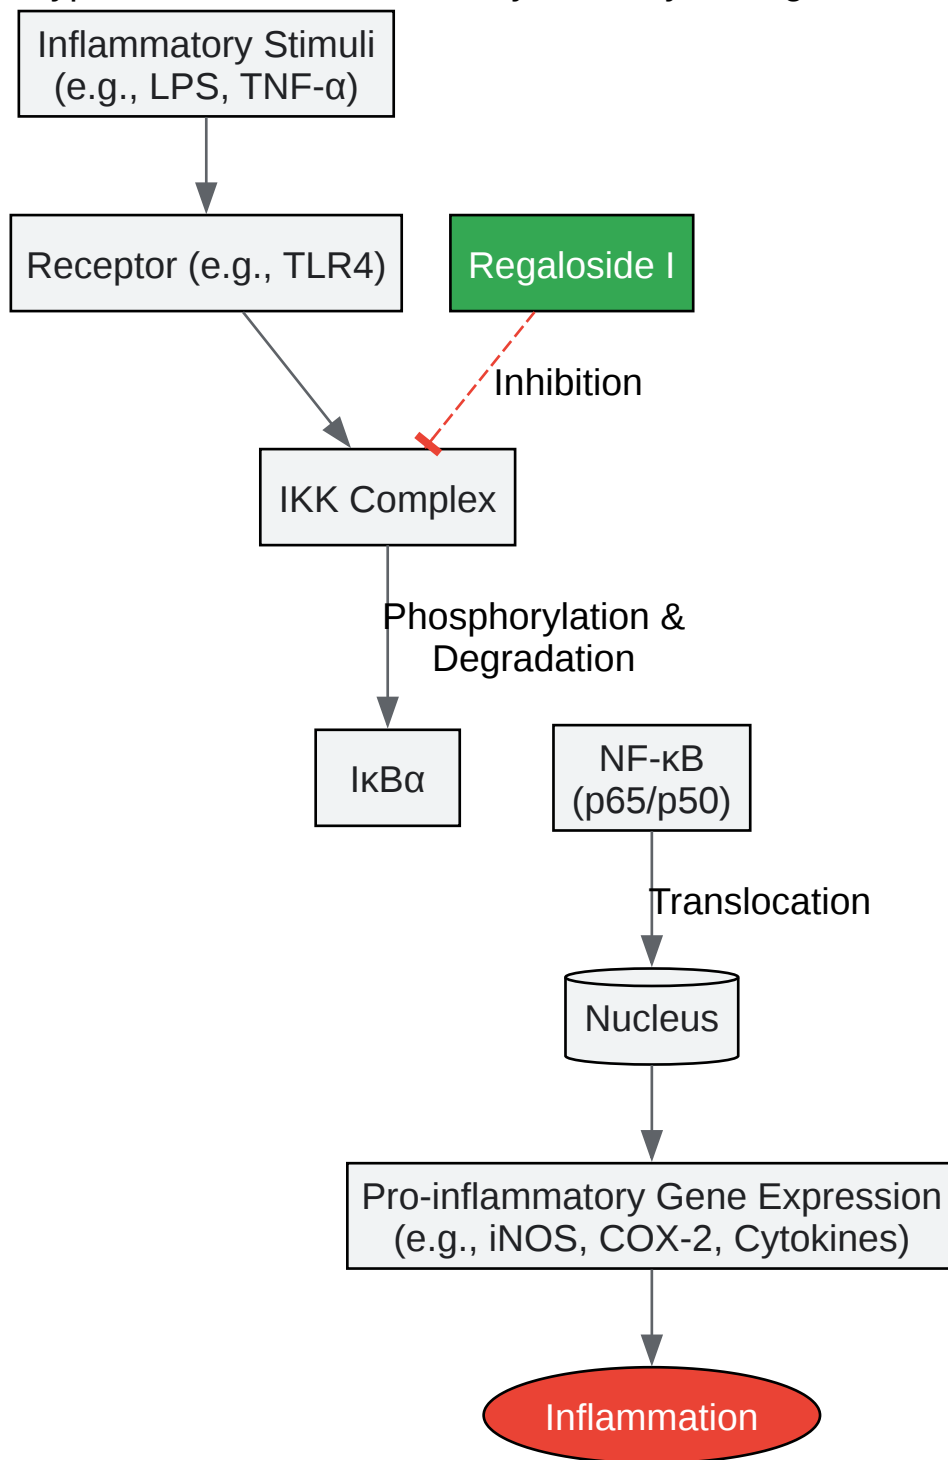 Inflammatory Stimuli
(e.g., LPS, TNF-α)
Receptor (e.g., TLR4)
Regaloside I
Inhibition
IKK Complex
Phosphorylation &
Degradation
IκBα
NF-κB
(p65/p50)
Translocation
Nucleus
Pro-inflammatory Gene Expression
(e.g., iNOS, COX-2, Cytokines)
Inflammation